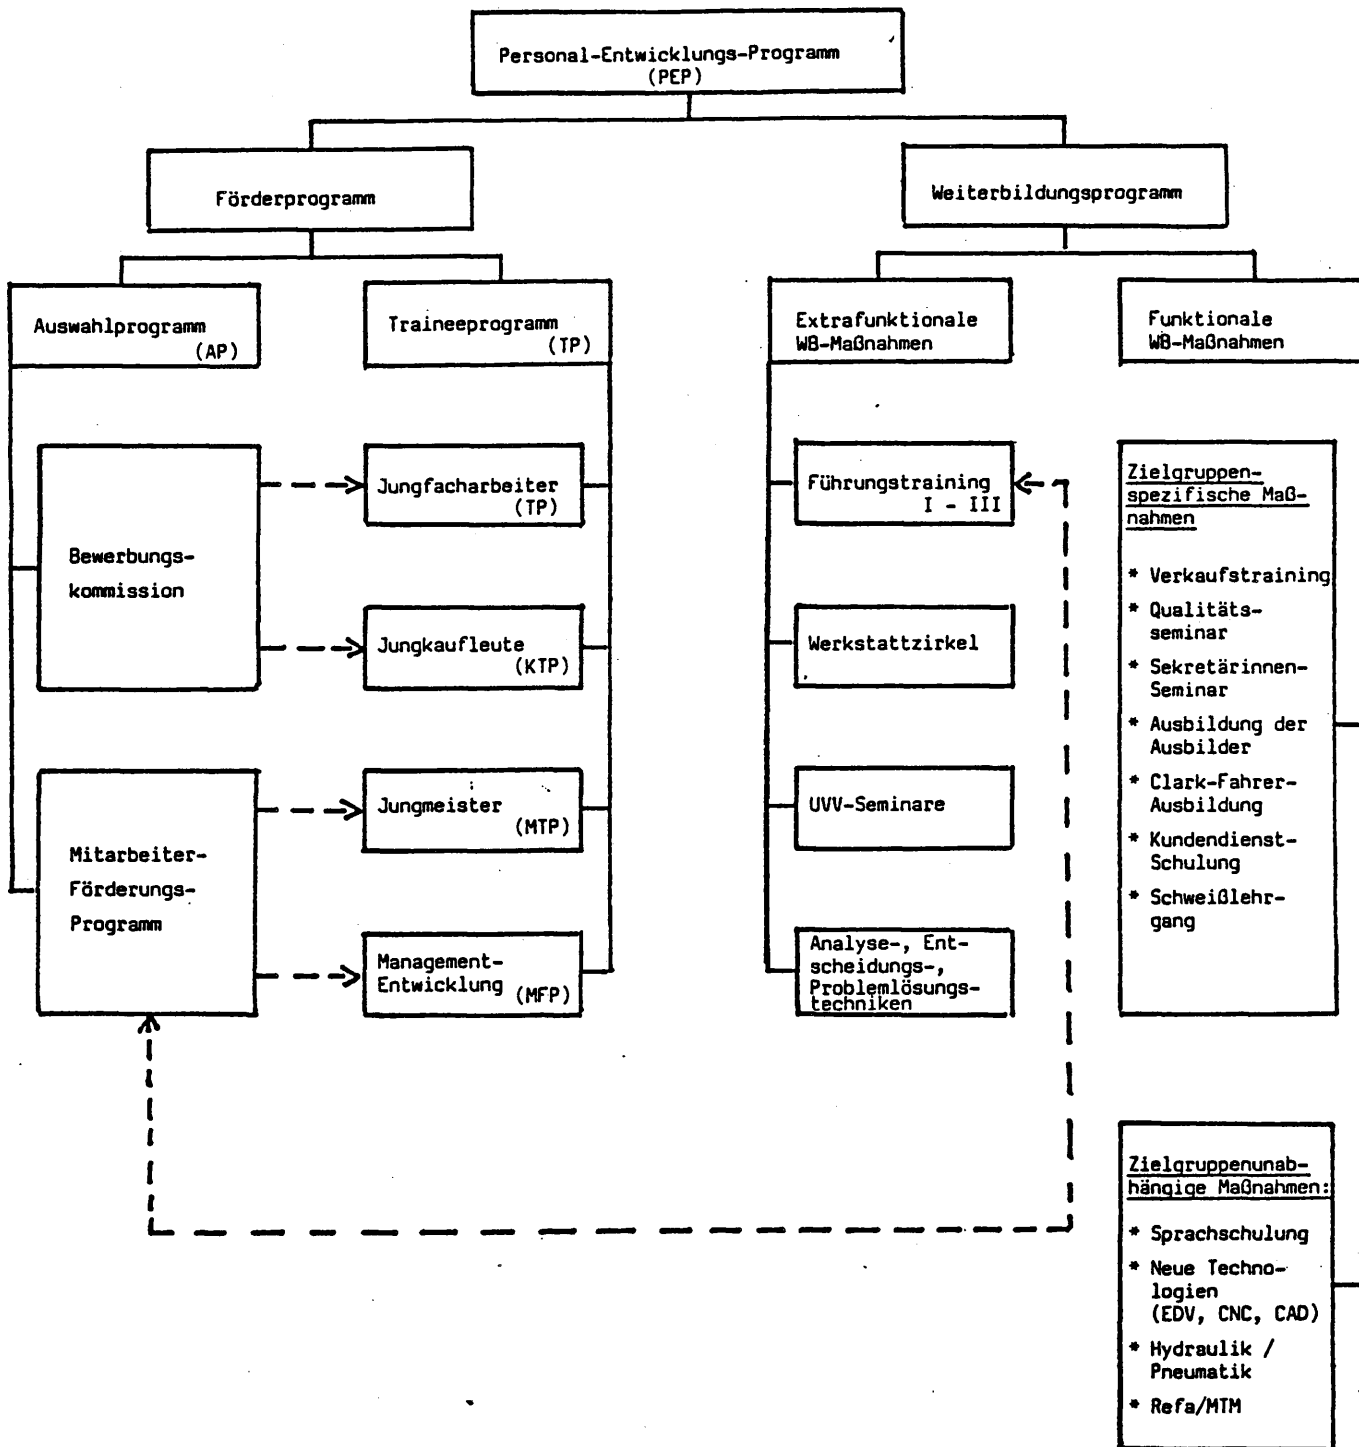 Personal-Entwicklungs-Programm
(PEP)
Förderprogramm
Weiterbildungsprogramm
Auswahlprogramm
(AP)
Traineeprogramm
(TP)
Extrafunktionale
WB-Maßnahmen
Funktionale
WB-Maßnahmen
Bewerbungs-
kommission
Mitarbeiter-
Förderungs-
Programm
Jungfacharbeiter
(TP)
Jungkaufleute
(KTP)
Jungmeister
(MTP)
Management-
Entwicklung
(MFP)
Führungstraining
I - III
Werkstattzirkel
UVV-Seminare
Analyse-, Ent-
scheidungs-,
Problemlösungs-
techniken
Zielgruppen-
spezifische Maß-
nahmen
* Verkaufstraining
* Qualitäts-
seminar
* Sekretärinnen-
Seminar
* Ausbildung der
Ausbilder
* Clark-Fahrer-
Ausbildung
* Kundendienst-
Schulung
* Schweißlehr-
gang
Zielgruppenunab-
hängige Maßnahmen:
* Sprachschulung
* Neue Techno-
logien
(EDV, CNC, CAD)
* Hydraulik /
Pneumatik
* Refa/MTM